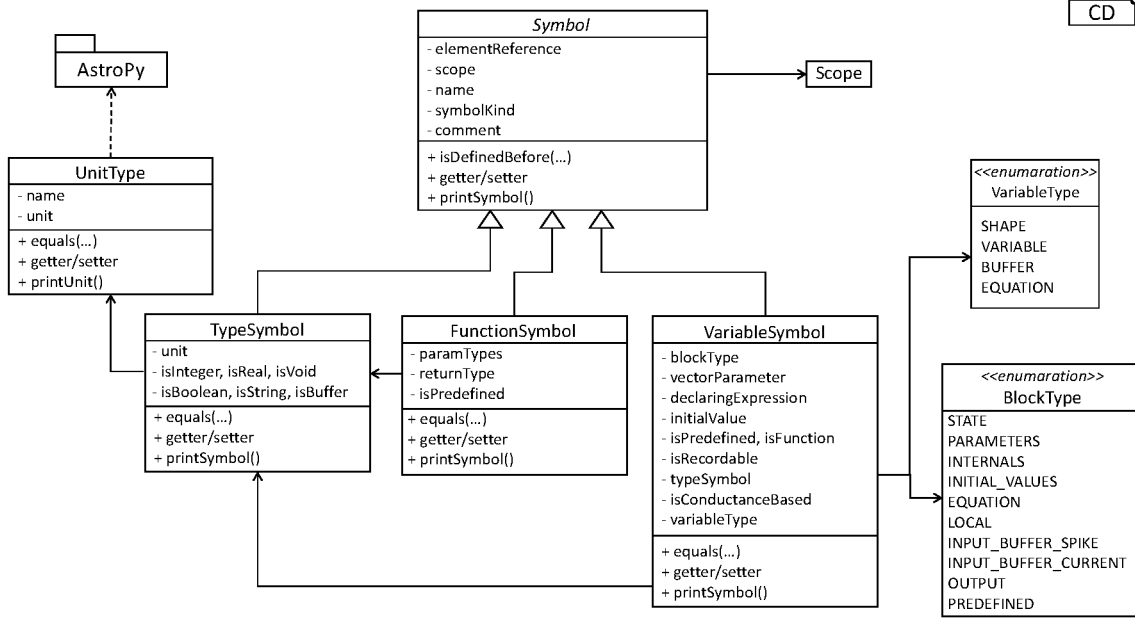 CD
Symbol
- elementReference
- scope
- name
- symbolKind
- comment
+ isDefinedBefore(...)
+ getter/setter
+ printSymbol()
Scope
AstroPy
UnitType
- name
- unit
+ equals(...)
+ getter/setter
+ printUnit()
<<enumaration>>
VariableType
SHAPE
VARIABLE
BUFFER
EQUATION
TypeSymbol
- unit
- isInteger, isReal, isVoid
- isBoolean, isString, isBuffer
+ equals(...)
+ getter/setter
+ printSymbol()
FunctionSymbol
- paramTypes
- returnType
- isPredefined
+ equals(...)
+ getter/setter
+ printSymbol()
VariableSymbol
- blockType
- vectorParameter
- declaringExpression
- initialValue
- isPredefined, isFunction
- isRecordable
- typeSymbol
- isConductanceBased
- variableType
+ equals(...)
+ getter/setter
+ printSymbol()
<<enumaration>>
BlockType
STATE
PARAMETERS
INTERNALS
INITIAL_VALUES
EQUATION
LOCAL
INPUT_BUFFER_SPIKE
INPUT_BUFFER_CURRENT
OUTPUT
PREDEFINED